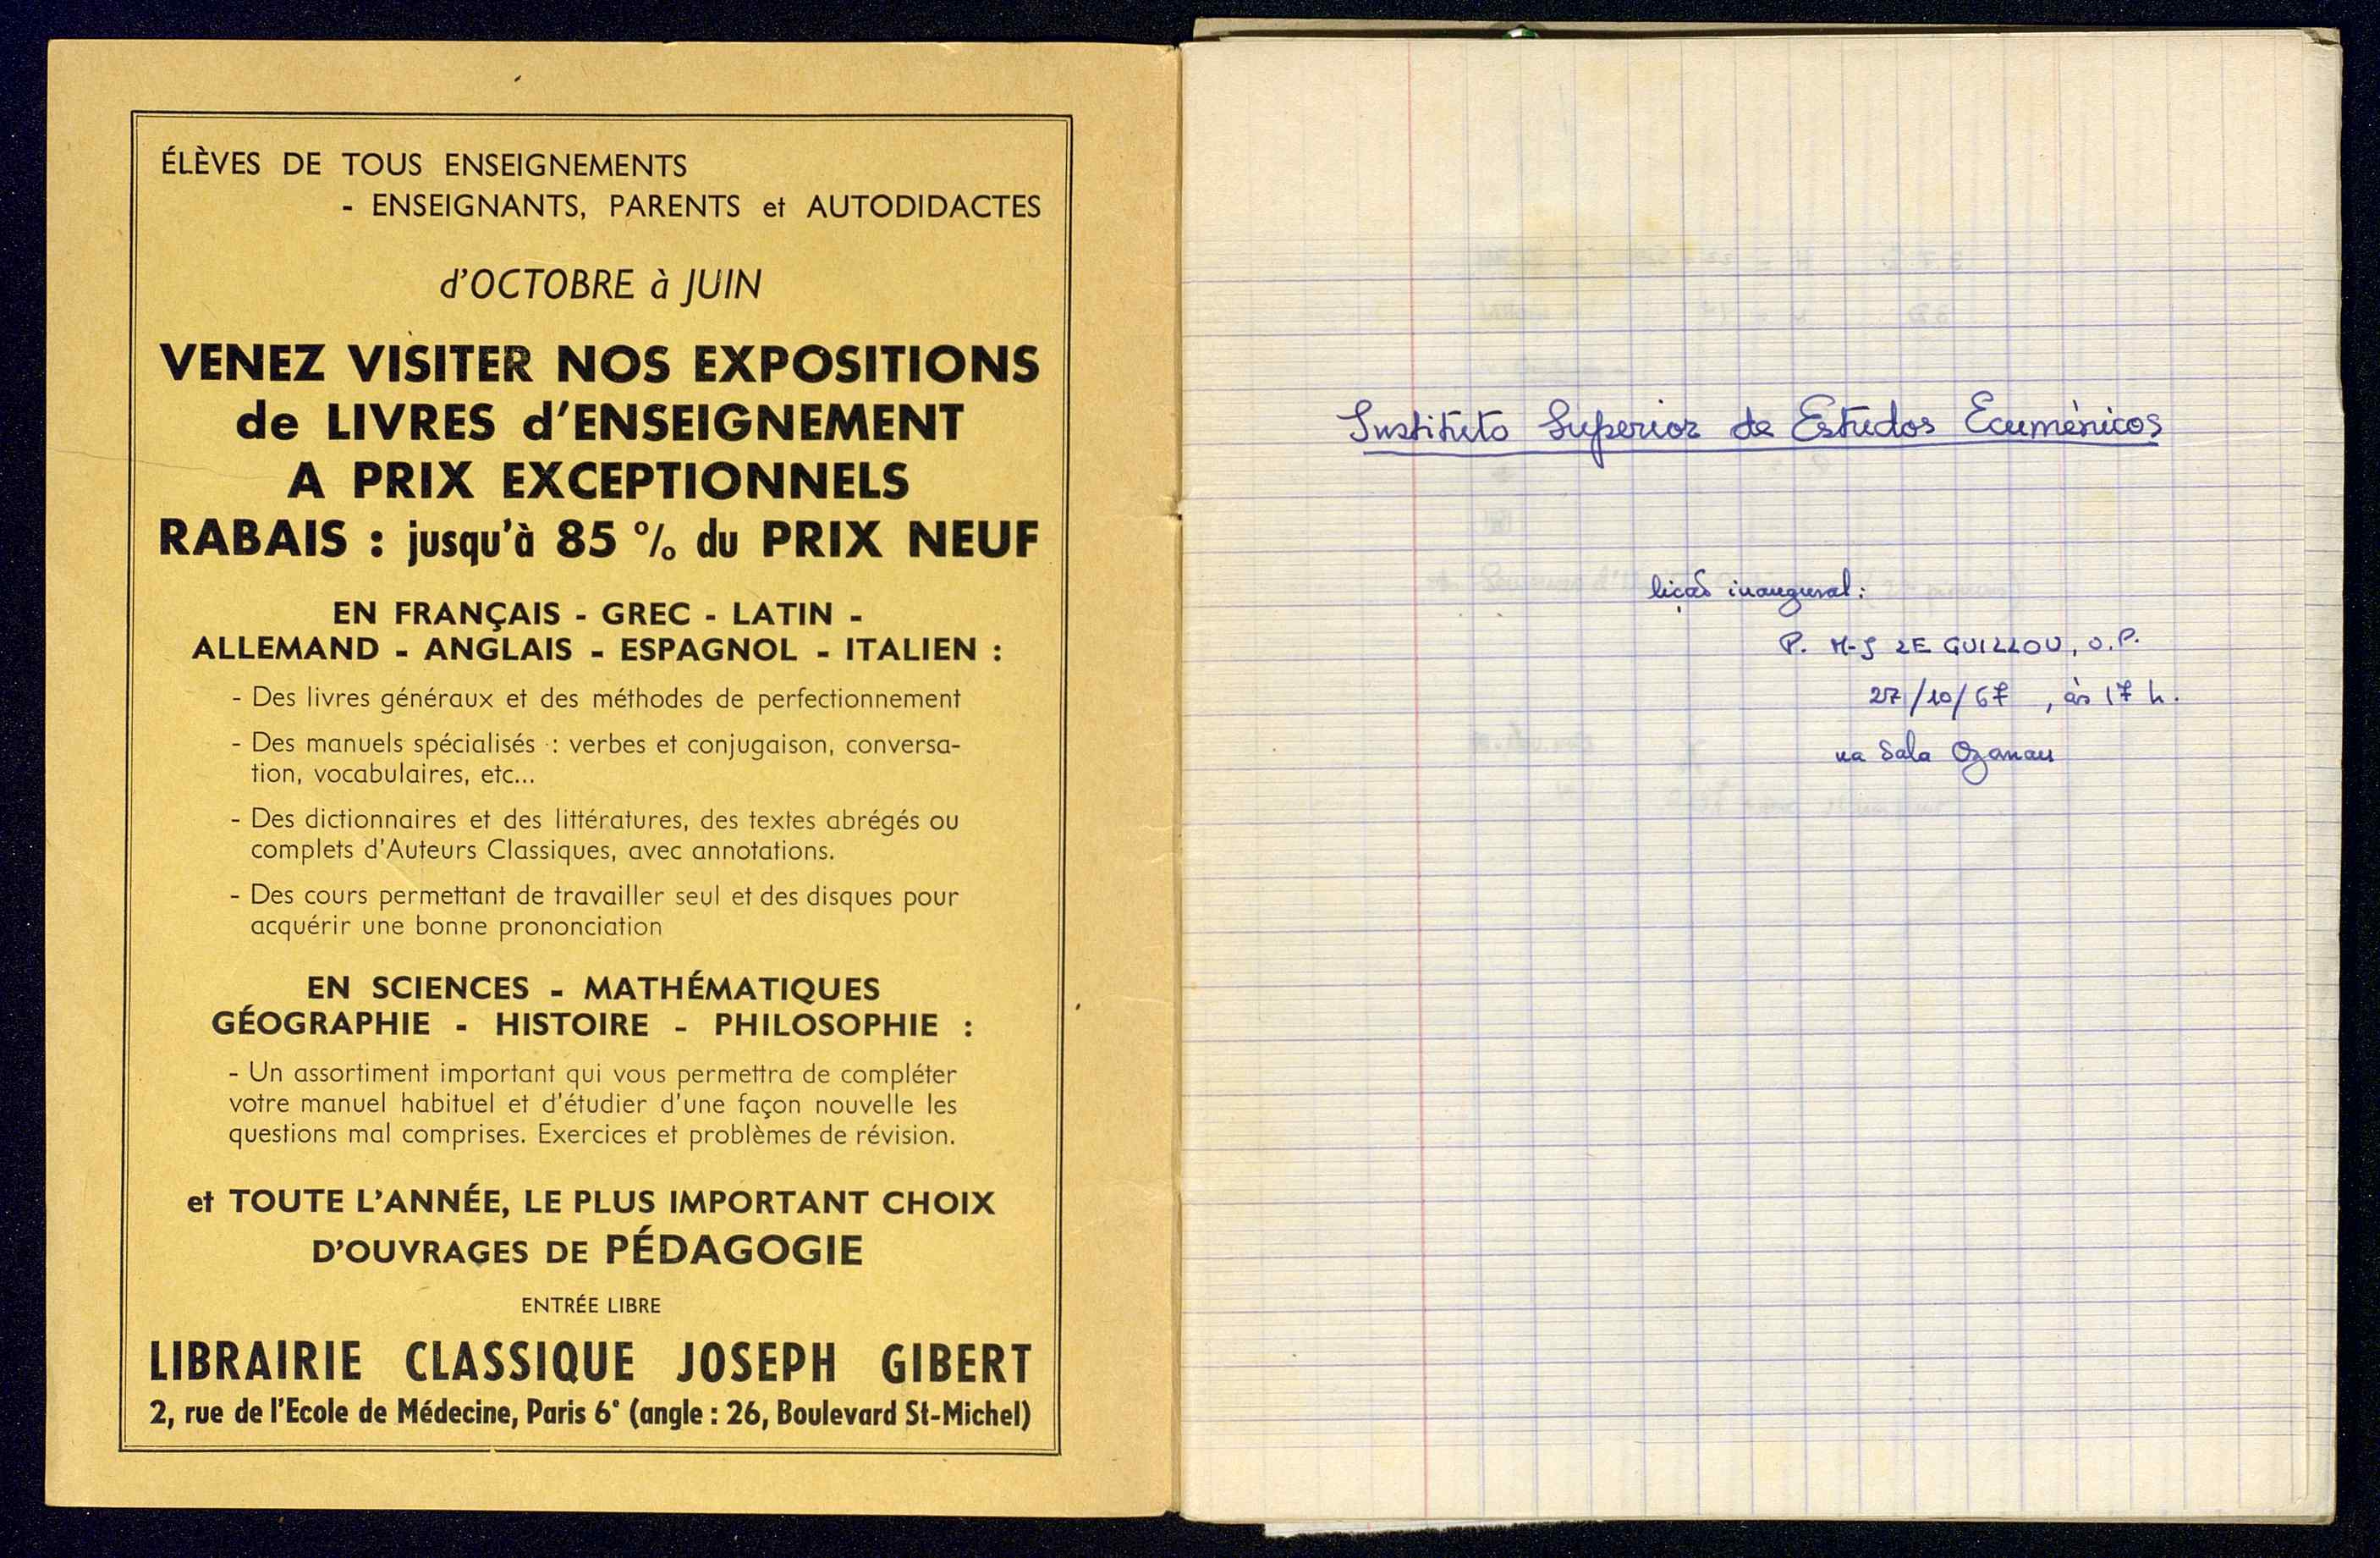 ÉLÈVES DE TOUS ENSEIGNEMENTS
- ENSEIGNANTS, PARENTS et AUTODIDACTES
d'OCTOBRE à JUIN
VENEZ VISITER NOS EXPOSITIONS
de LIVRES d'ENSEIGNEMENT
A PRIX EXCEPTIONNELS
RABAIS : jusqu'à 85 % du PRIX NEUF
EN FRANÇAIS - GREC - LATIN -
ALLEMAND - ANGLAIS - ESPAGNOL - ITALIEN :
- Des livres généraux et des méthodes de perfectionnement
- Des manuels spécialisés : verbes et conjugaison, conversa-
tion, vocabulaires, etc...
- Des dictionnaires et des littératures, des textes abrégés ou
complets d'Auteurs Classiques, avec annotations.
- Des cours permettant de travailler seul et des disques pour
acquérir une bonne prononciation
EN SCIENCES - MATHÉMATIQUES
GÉOGRAPHIE - HISTOIRE - PHILOSOPHIE :
- Un assortiment important qui vous permettra de compléter
votre manuel habituel et d'étudier d'une façon nouvelle les
questions mal comprises. Exercices et problèmes de révision.
et TOUTE L'ANNÉE, LE PLUS IMPORTANT CHOIX
D'OUVRAGES DE PÉDAGOGIE
ENTRÉE LIBRE
LIBRAIRIE CLASSIQUE JOSEPH GIBERT
2, rue de l'Ecole de Médecine, Paris 6e (angle : 26, Boulevard St-Michel)
Instituto Superior de Estudos Ecuménicos
lição inaugural:
P. M-J LE GUILLOU, O.P.
27/10/67, às 17 h.
na Sala Ozanam